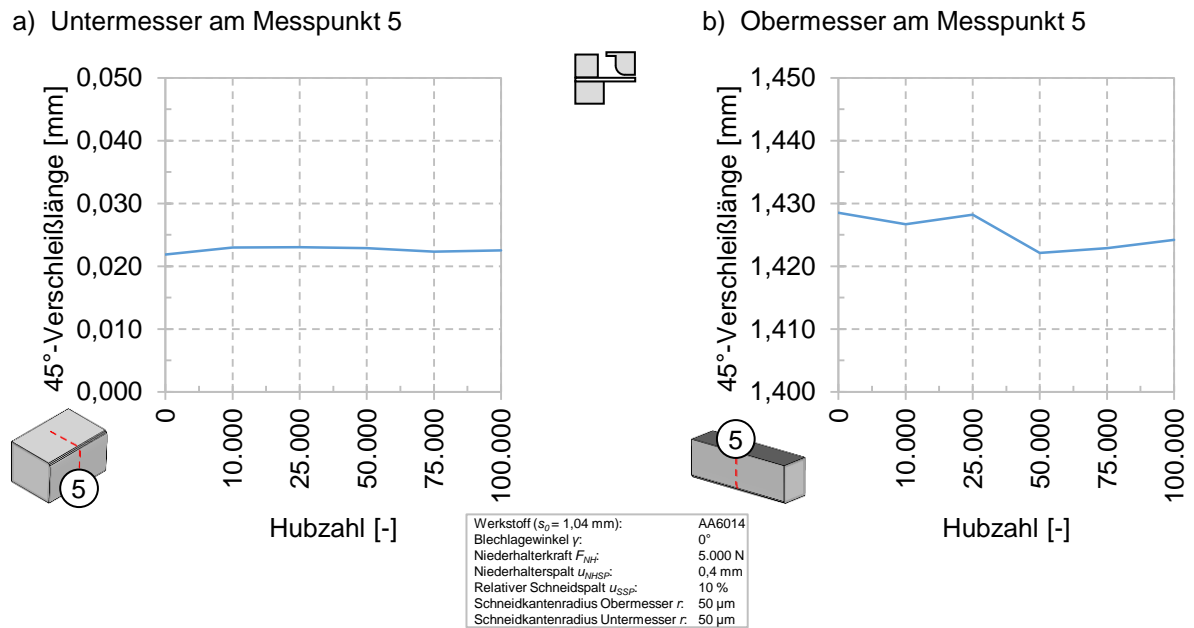 a) Untermesser am Messpunkt 5
45°-Verschleißlänge [mm]
0,050
0,040
0,030
0,020
0,010
0,000
0
10.000
25.000
50.000
75.000
100.000
Hubzahl [-]
5
b) Obermesser am Messpunkt 5
45°-Verschleißlänge [mm]
1,450
1,440
1,430
1,420
1,410
1,400
0
10.000
25.000
50.000
75.000
100.000
Hubzahl [-]
5
Werkstoff (s₀ = 1,04 mm): AA6014
Blechlagewinkel γ: 0°
Niederhalterkraft F_NH: 5.000 N
Niederhalterspalt u_NHSP: 0,4 mm
Relativer Schneidspalt u_SSP: 10 %
Schneidkantenradius Obermesser r: 50 µm
Schneidkantenradius Untermesser r: 50 µm